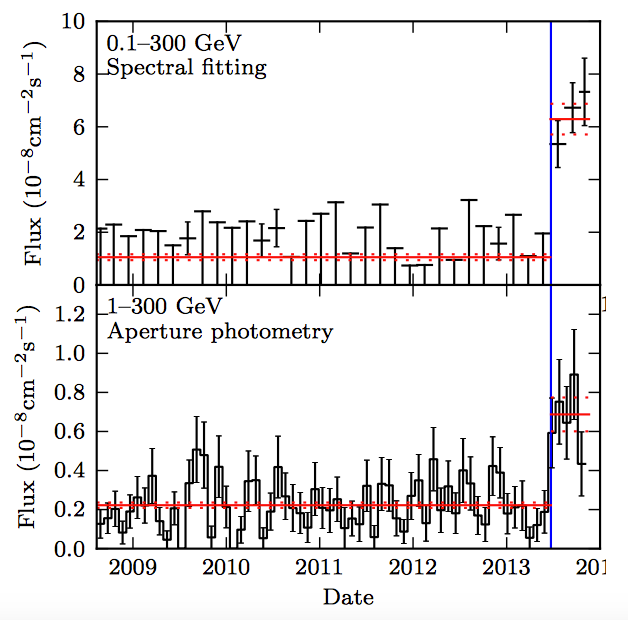 10
0.1–300 GeV
Spectral fitting
8
6
4
2
0
Flux (10⁻⁸cm⁻²s⁻¹)
1–300 GeV
Aperture photometry
1
1.2
1.0
0.8
0.6
0.4
0.2
0.0
Flux (10⁻⁸cm⁻²s⁻¹)
2009 2010 2011 2012 2013 201
Date